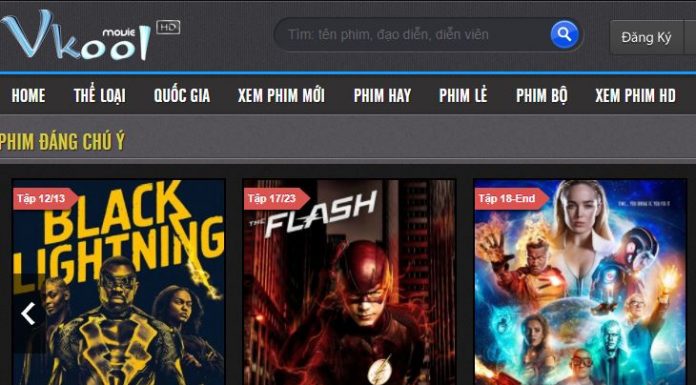 Vkool movie HD
Tìm: tên phim, đạo diễn, diễn viên
Đăng Ký
HOME THỂ LOẠI QUỐC GIA XEM PHIM MỚI PHIM HAY PHIM LẺ PHIM BỘ XEM PHIM HD
PHIM ĐÁNG CHÚ Ý
Tập 12/13
BLACK
LIGHTNING
Tập 17/23
THE FLASH
Tập 18-End